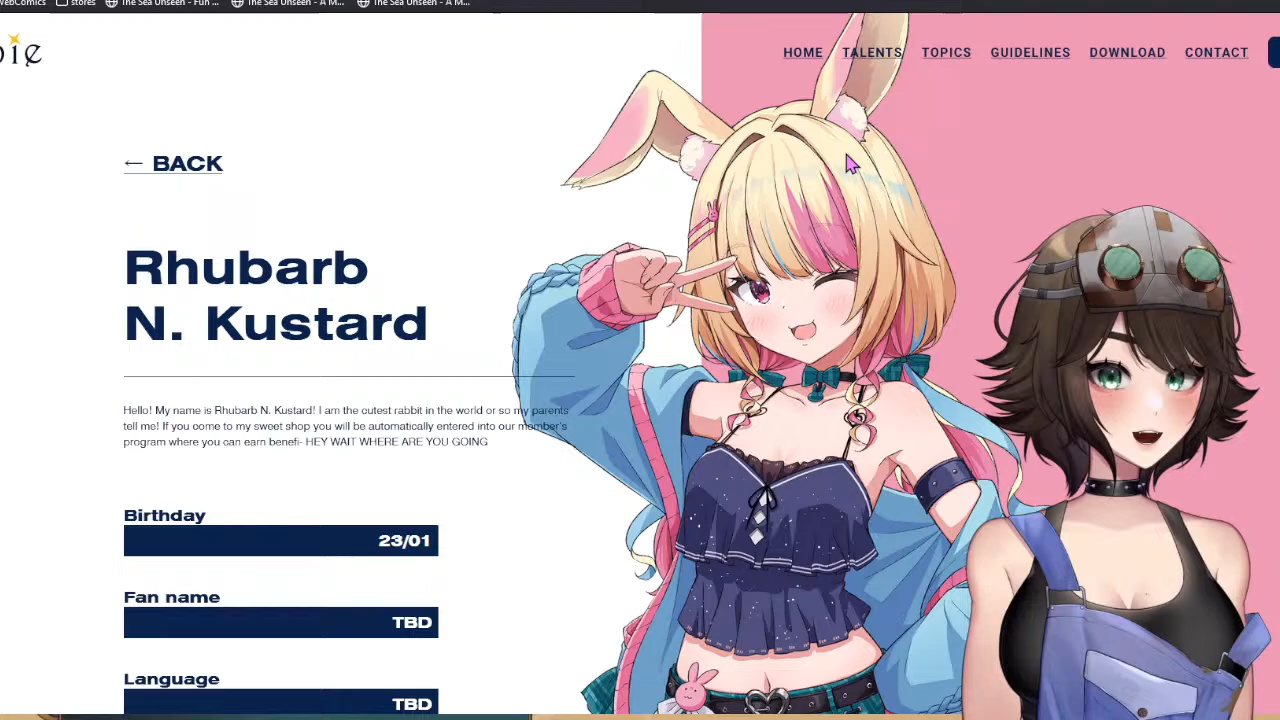 WebComics stores The Sea Unseen - Fun ... The Sea Unseen - A M... The Sea Unseen - A M...
HOME TALENTS TOPICS GUIDELINES DOWNLOAD CONTACT
← BACK
Rhubarb
N. Kustard
Hello! My name is Rhubarb N. Kustard! I am the cutest rabbit in the world or so my parents
tell me! If you come to my sweet shop you will be automatically entered into our member's
program where you can earn benefi- HEY WAIT WHERE ARE YOU GOING
Birthday
23/01
Fan name
TBD
Language
TBD